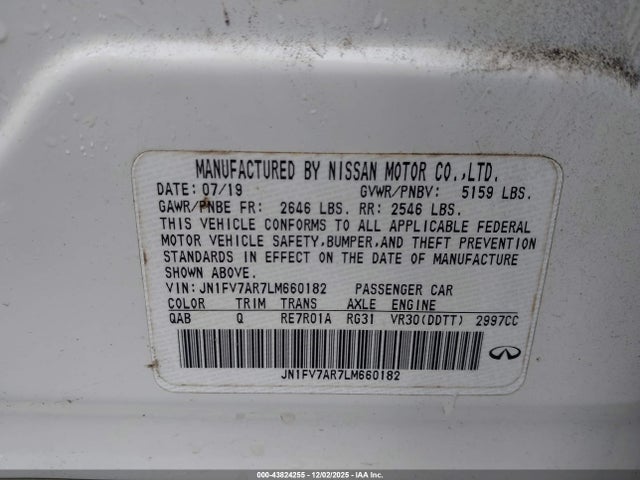 MANUFACTURED BY NISSAN MOTOR CO.,LTD.
DATE: 07/19 GVWR/PNBV: 5159 LBS.
GAWR/PNBE FR: 2646 LBS. RR: 2546 LBS.
THIS VEHICLE CONFORMS TO ALL APPLICABLE FEDERAL
MOTOR VEHICLE SAFETY, BUMPER, AND THEFT PREVENTION
STANDARDS IN EFFECT ON THE DATE OF MANUFACTURE
SHOWN ABOVE.
VIN: JN1FV7AR7LM660182 PASSENGER CAR
COLOR TRIM TRANS AXLE ENGINE
QAB Q RE7R01A RG31 VR30(DDTT) 2997CC
JN1FV7AR7LM660182
000-43824255 - 12/02/2025 - IAAI.com